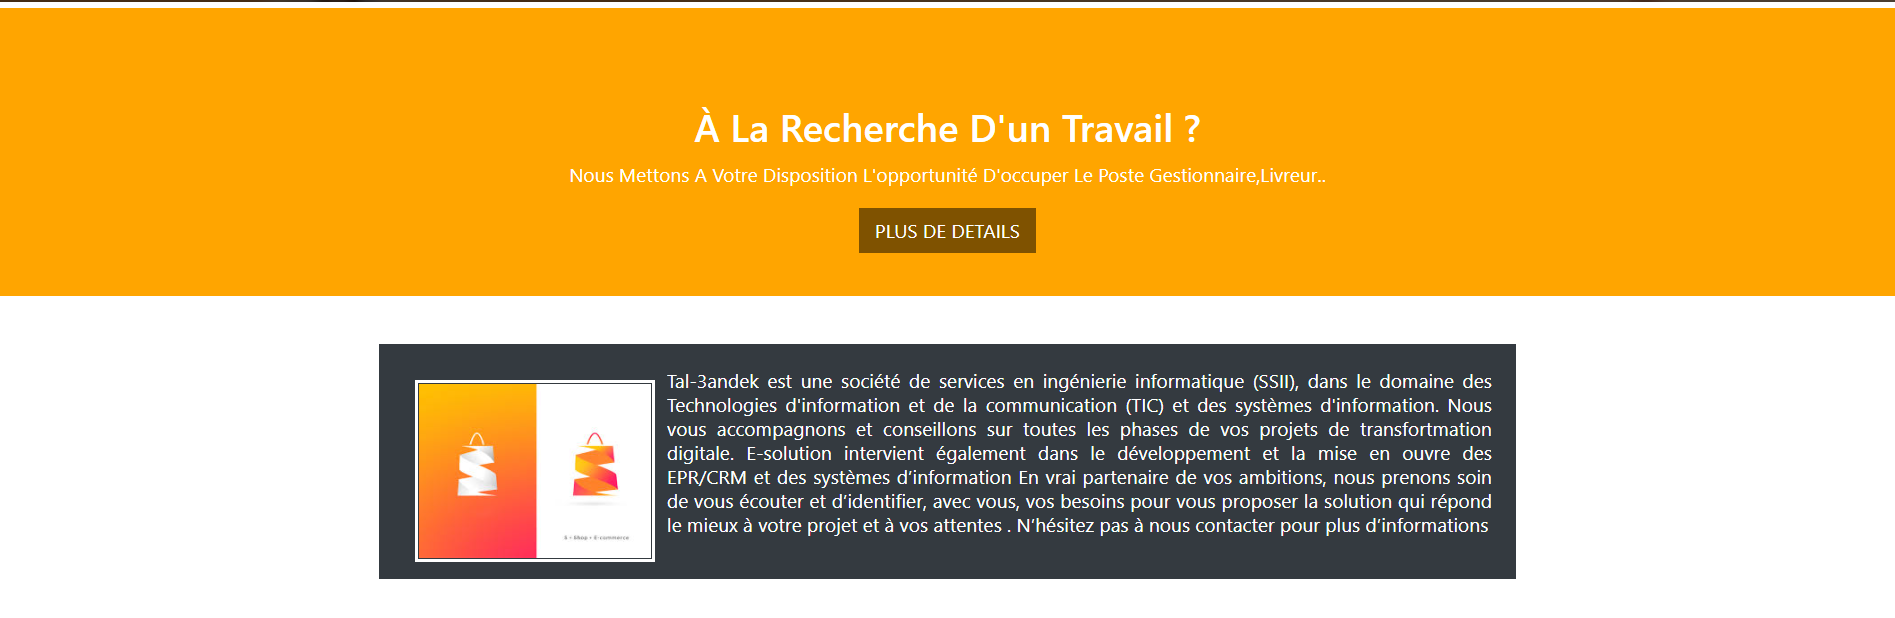 À La Recherche D'un Travail ?
Nous Mettons A Votre Disposition L'opportunité D'occuper Le Poste Gestionnaire,Livreur..
PLUS DE DETAILS
Tal-3andek est une société de services en ingénierie informatique (SSII), dans le domaine des
Technologies d'information et de la communication (TIC) et des systèmes d'information. Nous
vous accompagnons et conseillons sur toutes les phases de vos projets de transfortmation
digitale. E-solution intervient également dans le développement et la mise en ouvre des
EPR/CRM et des systèmes d’information En vrai partenaire de vos ambitions, nous prenons soin
de vous écouter et d’identifier, avec vous, vos besoins pour vous proposer la solution qui répond
le mieux à votre projet et à vos attentes . N’hésitez pas à nous contacter pour plus d’informations
S + Shop + E-commerce